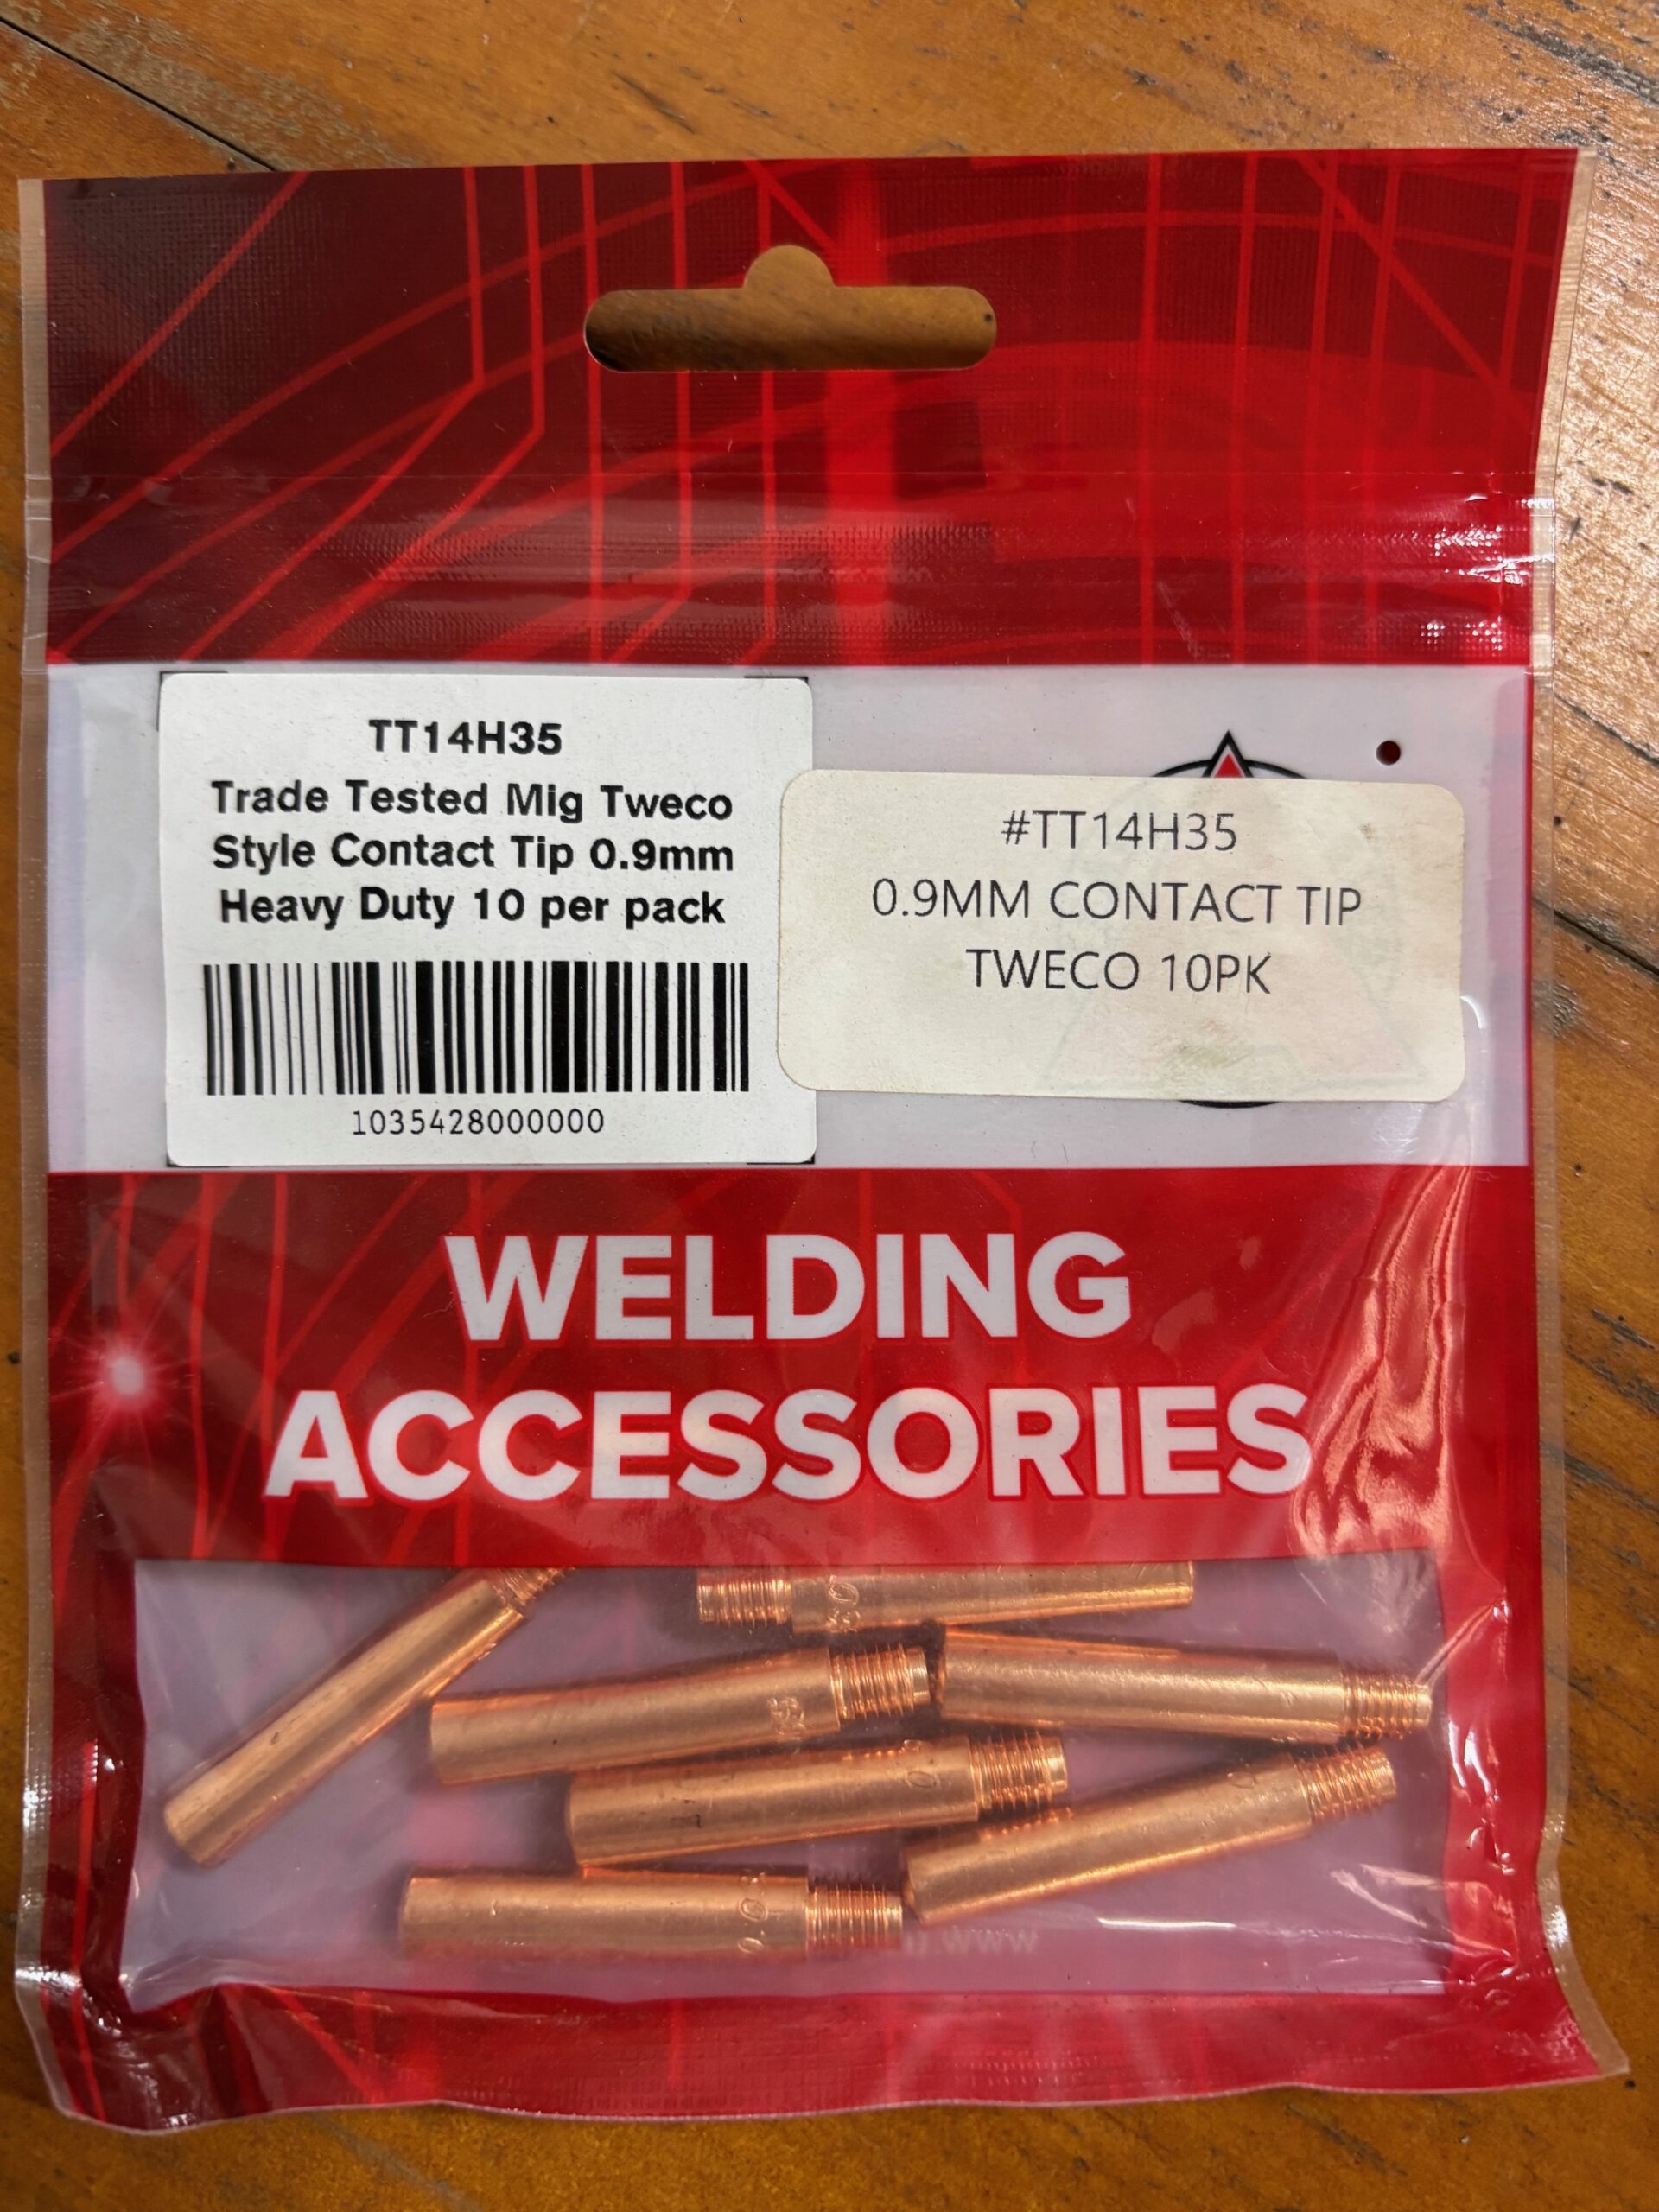 TT14H35
Trade Tested Mig Tweco
Style Contact Tip 0.9mm
Heavy Duty 10 per pack
1035428000000
#TT14H35
0.9MM CONTACT TIP
TWECO 10PK
WELDING
ACCESSORIES
www